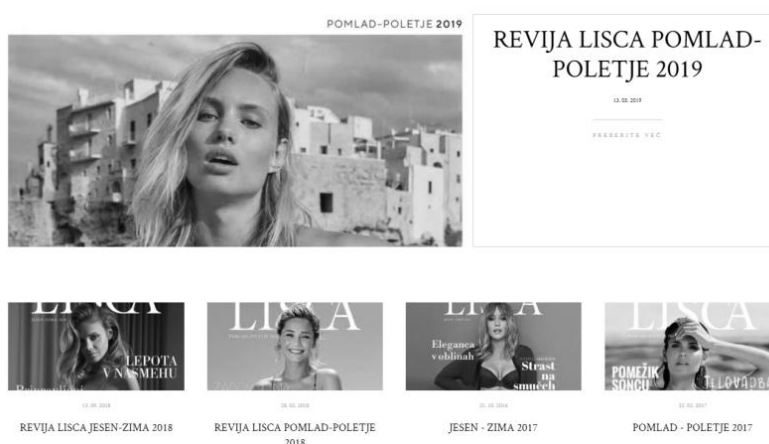 POMLAD-POLETJE 2019
REVIJA LISCA POMLAD-
POLETJE 2019
PREBERITE VEČ
LISCA
LEPOTA
V NASMEHU
REVIJA LISCA JESEN-ZIMA 2018
LISCA
REVIJA LISCA POMLAD-POLETJE
2018
LISCA
Eleganca
v oblinah
Strast
na
smučeh
JESEN - ZIMA 2017
LISCA
POMEŽIK
SONCU
POMLAD - POLETJE 2017